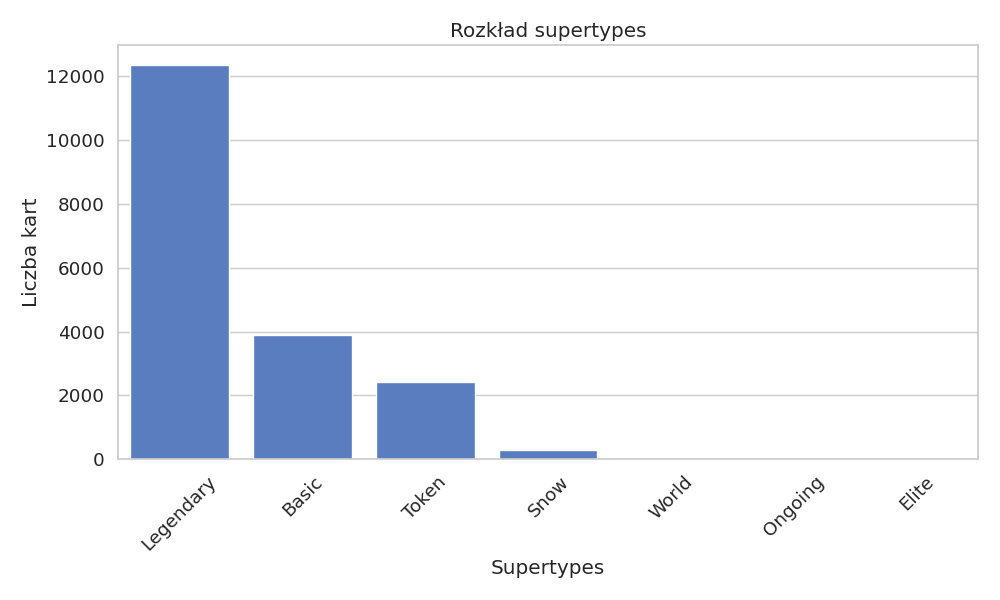 Rozkład supertypes
Liczba kart
12000
10000
8000
6000
4000
2000
0
Legendary
Basic
Token
Snow
World
Ongoing
Elite
Supertypes